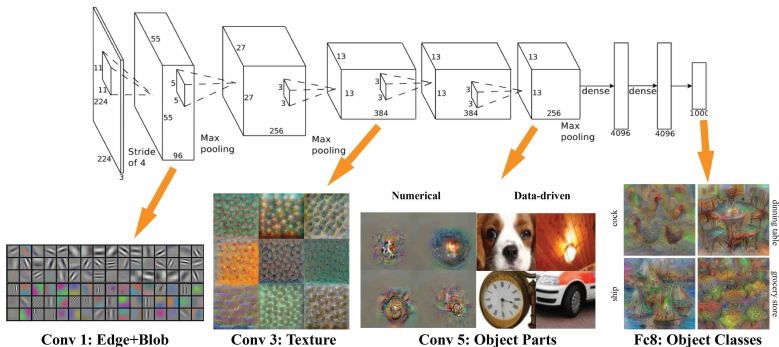 11
11
224
224
3
Stride
of 4
55
55
96
5
5
Max
pooling
27
27
256
3
3
Max
pooling
13
13
384
3
3
13
13
384
3
3
13
13
256
Max
pooling
dense
4096
dense
4096
1000
Numerical
Data-driven
cock
dinning table
ship
grocery store
Conv 1: Edge+Blob
Conv 3: Texture
Conv 5: Object Parts
Fc8: Object Classes